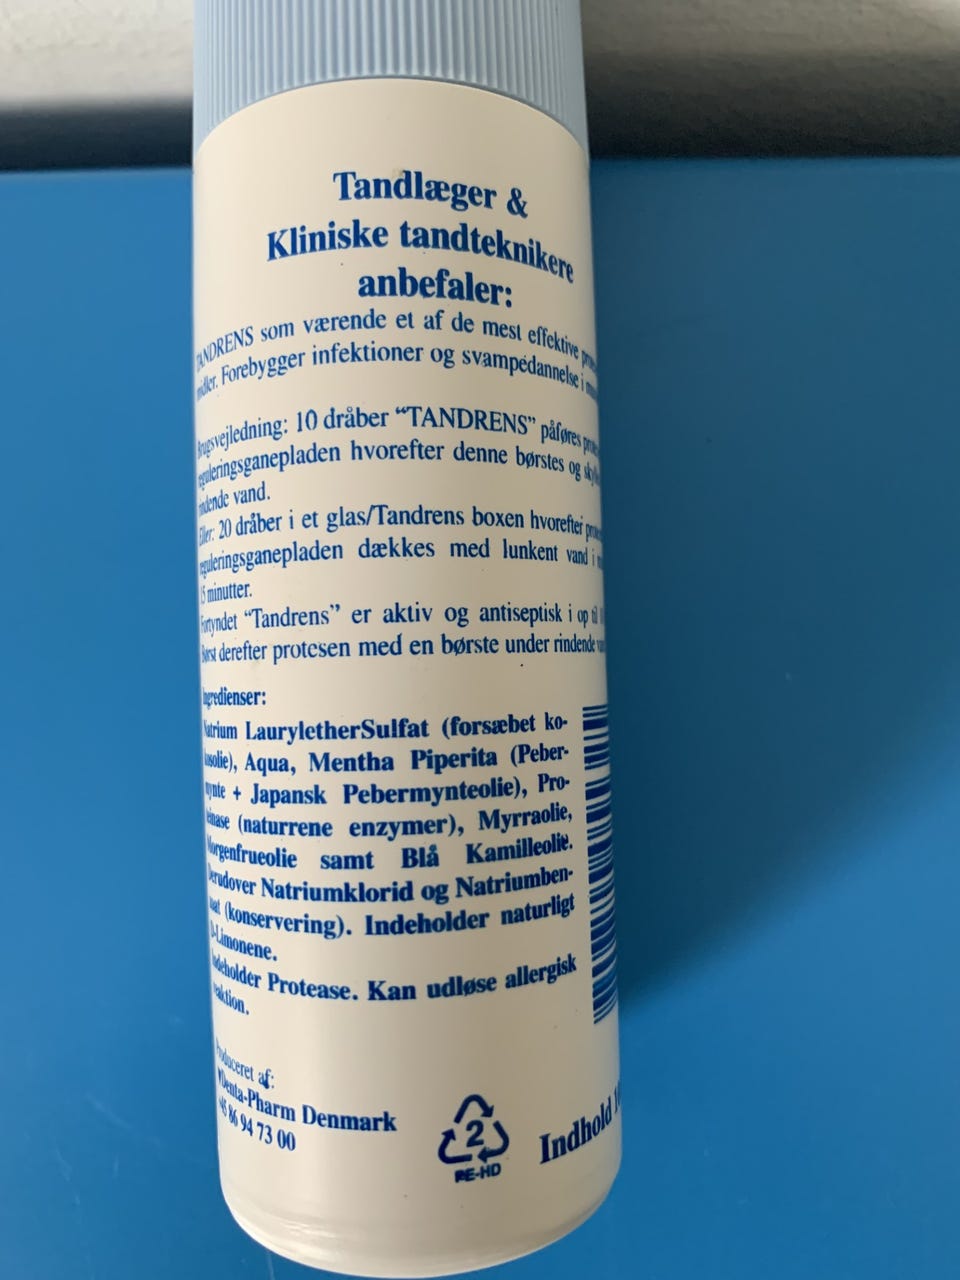 Tandlæger &
Kliniske tandteknikere
anbefaler:
TANDRENS som værende et af de mest effektive
midler. Forebygger infektioner og svampedannelse i
Brugsvejledning: 10 dråber “TANDRENS” påføres
reguleringsganepladen hvorefter denne børstes og
rindende vand.
Eller: 20 dråber i et glas/Tandrens boxen hvorefter
reguleringsganepladen dækkes med lunkent vand i
15 minutter.
Fortyndet “Tandrens” er aktiv og antiseptisk i op til
Børst derefter protesen med en børste under rindende
Ingredienser:
Natrium LauryletherSulfat (forsæbet ko-
kosolie), Aqua, Mentha Piperita (Peber-
mynte + Japansk Pebermynteolie), Pro-
teinase (naturrene enzymer), Myrraolie,
Morgenfrueolie samt Blå Kamilleolie.
Derudover Natriumklorid og Natriumben-
(konservering). Indeholder naturligt
D-Limonene.
Indeholder Protease. Kan udløse allergisk
reaktion.
Produceret af:
Denta-Pharm Denmark
+45 86 94 73 00
2
PE-HD
Indhold